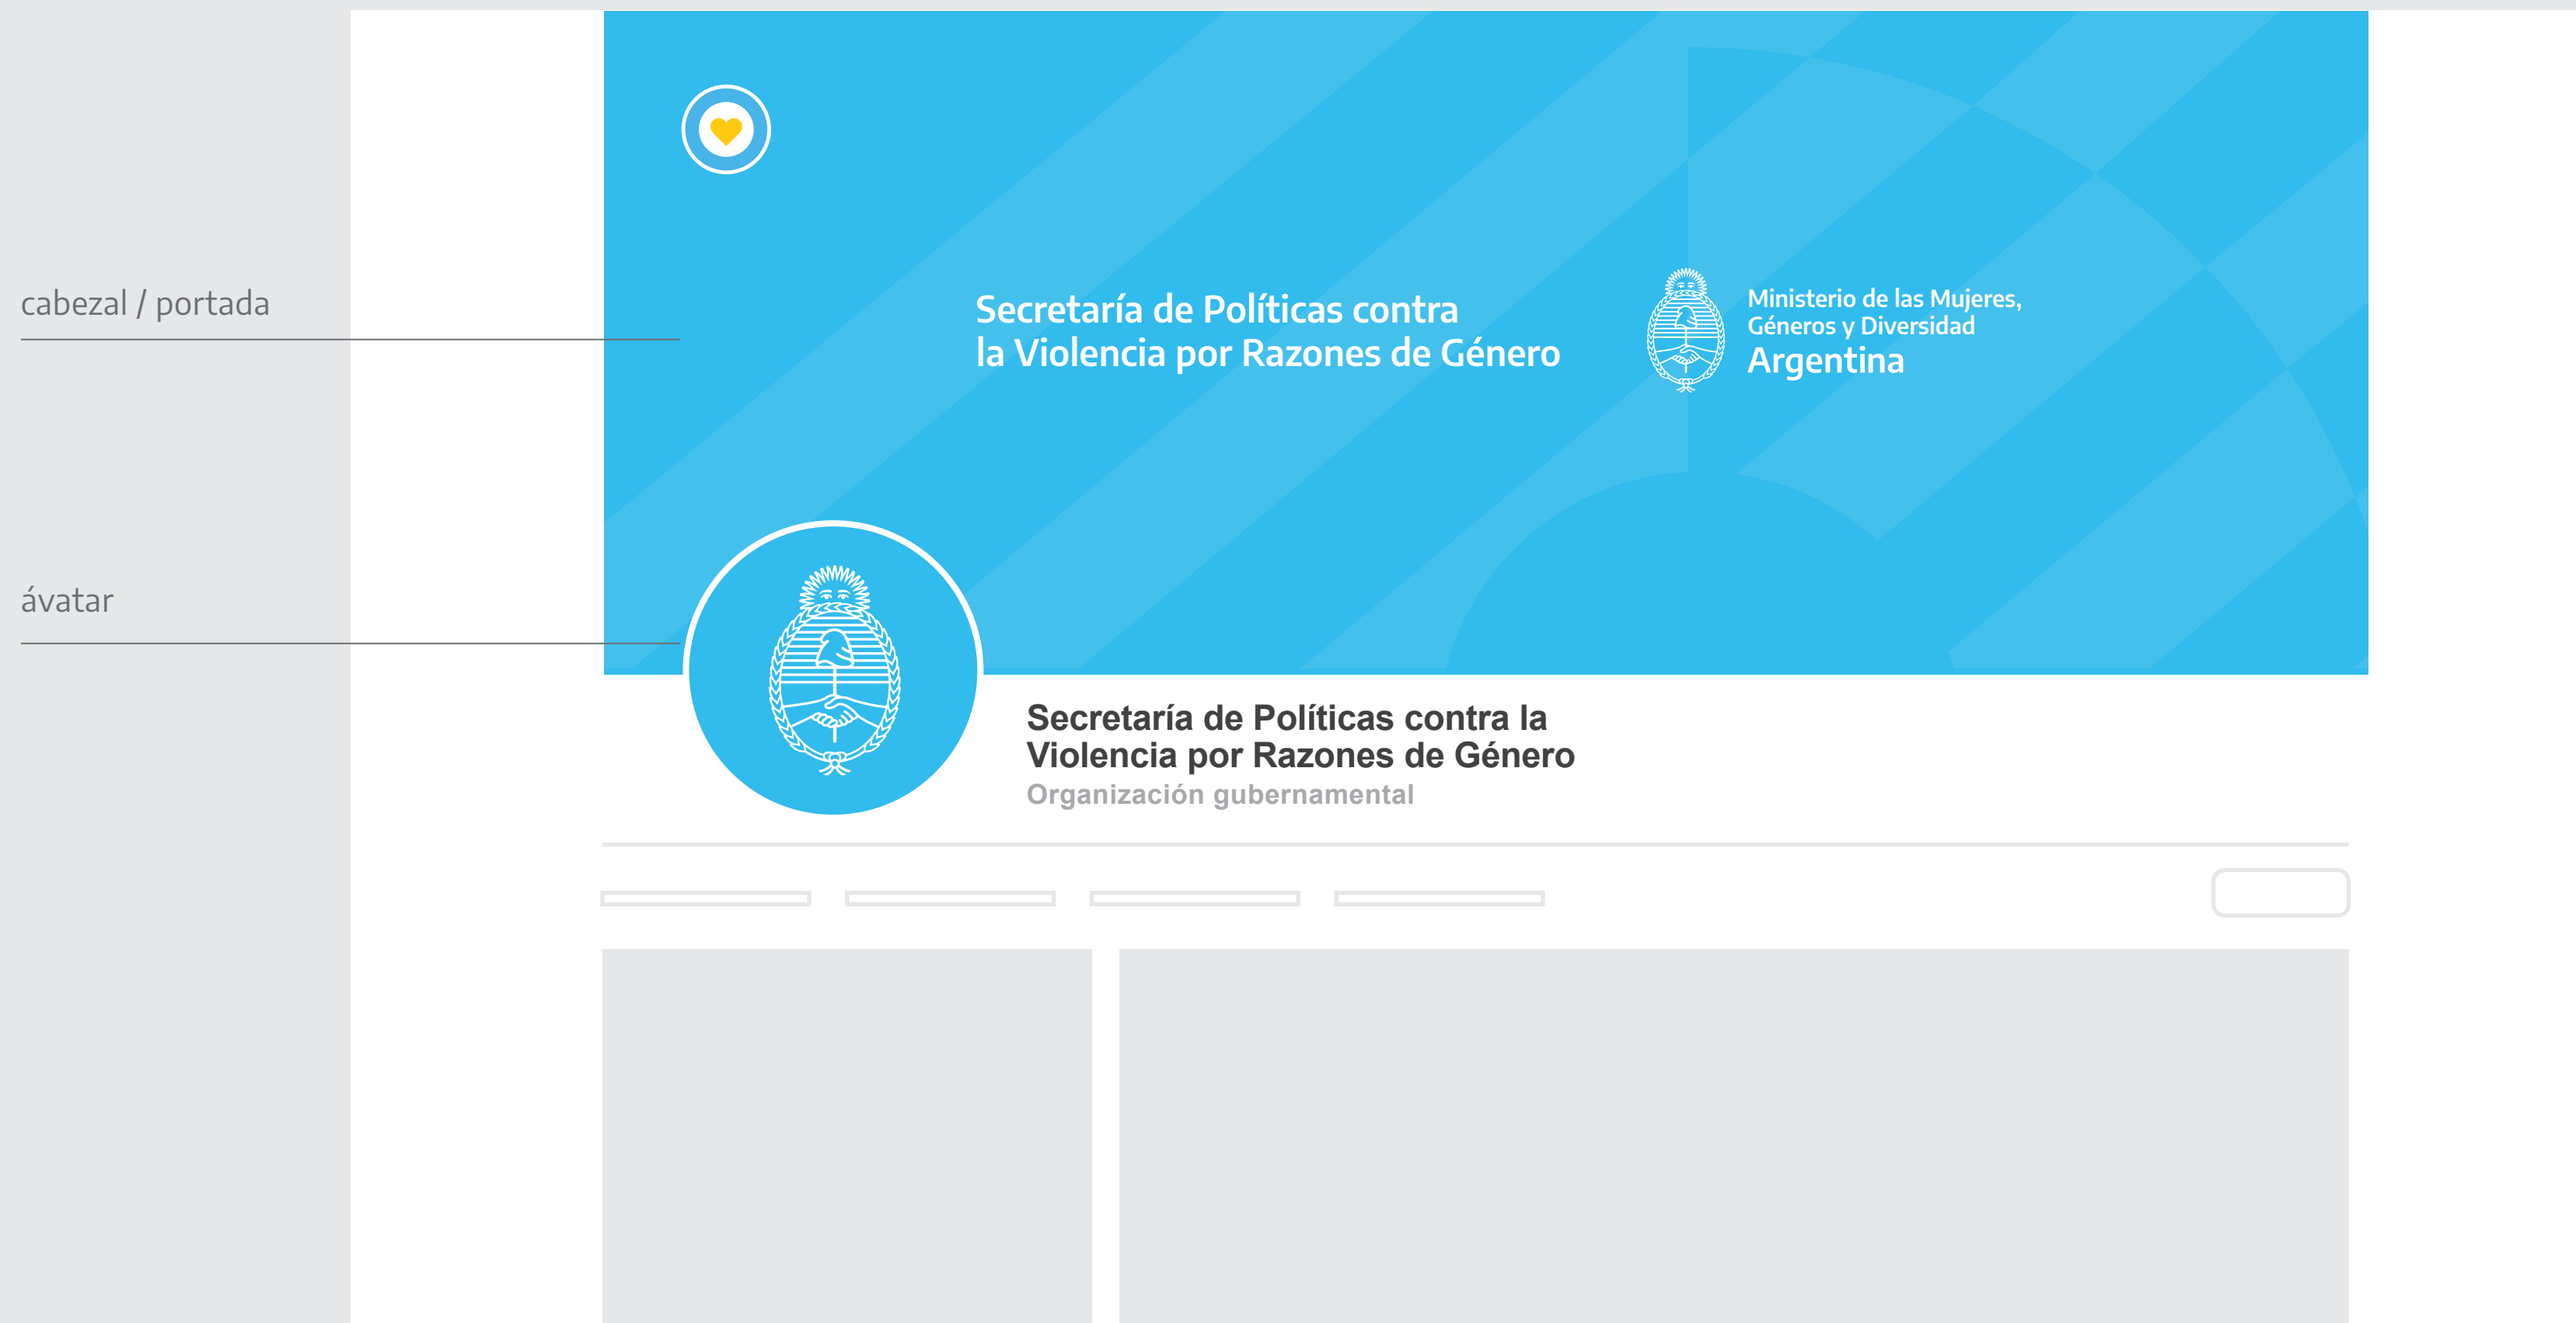 cabezal / portada
Secretaría de Políticas contra
la Violencia por Razones de Género
Ministerio de las Mujeres,
Géneros y Diversidad
Argentina
ávatar
Secretaría de Políticas contra la
Violencia por Razones de Género
Organización gubernamental